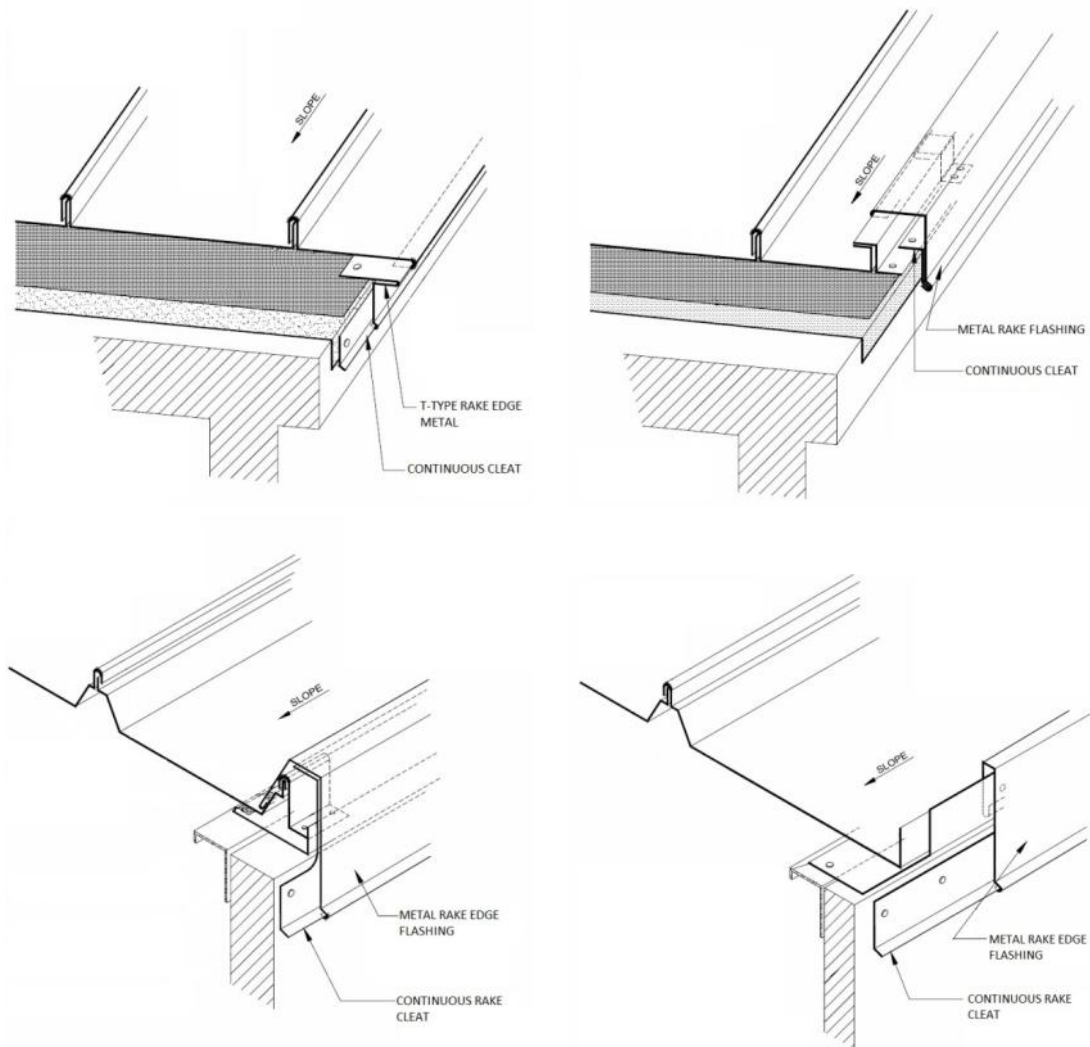 SLOPE
T-TYPE RAKE EDGE
METAL
CONTINUOUS CLEAT
SLOPE
METAL RAKE FLASHING
CONTINUOUS CLEAT
SLOPE
METAL RAKE EDGE
FLASHING
CONTINUOUS RAKE
CLEAT
SLOPE
METAL RAKE EDGE
FLASHING
CONTINUOUS RAKE
CLEAT